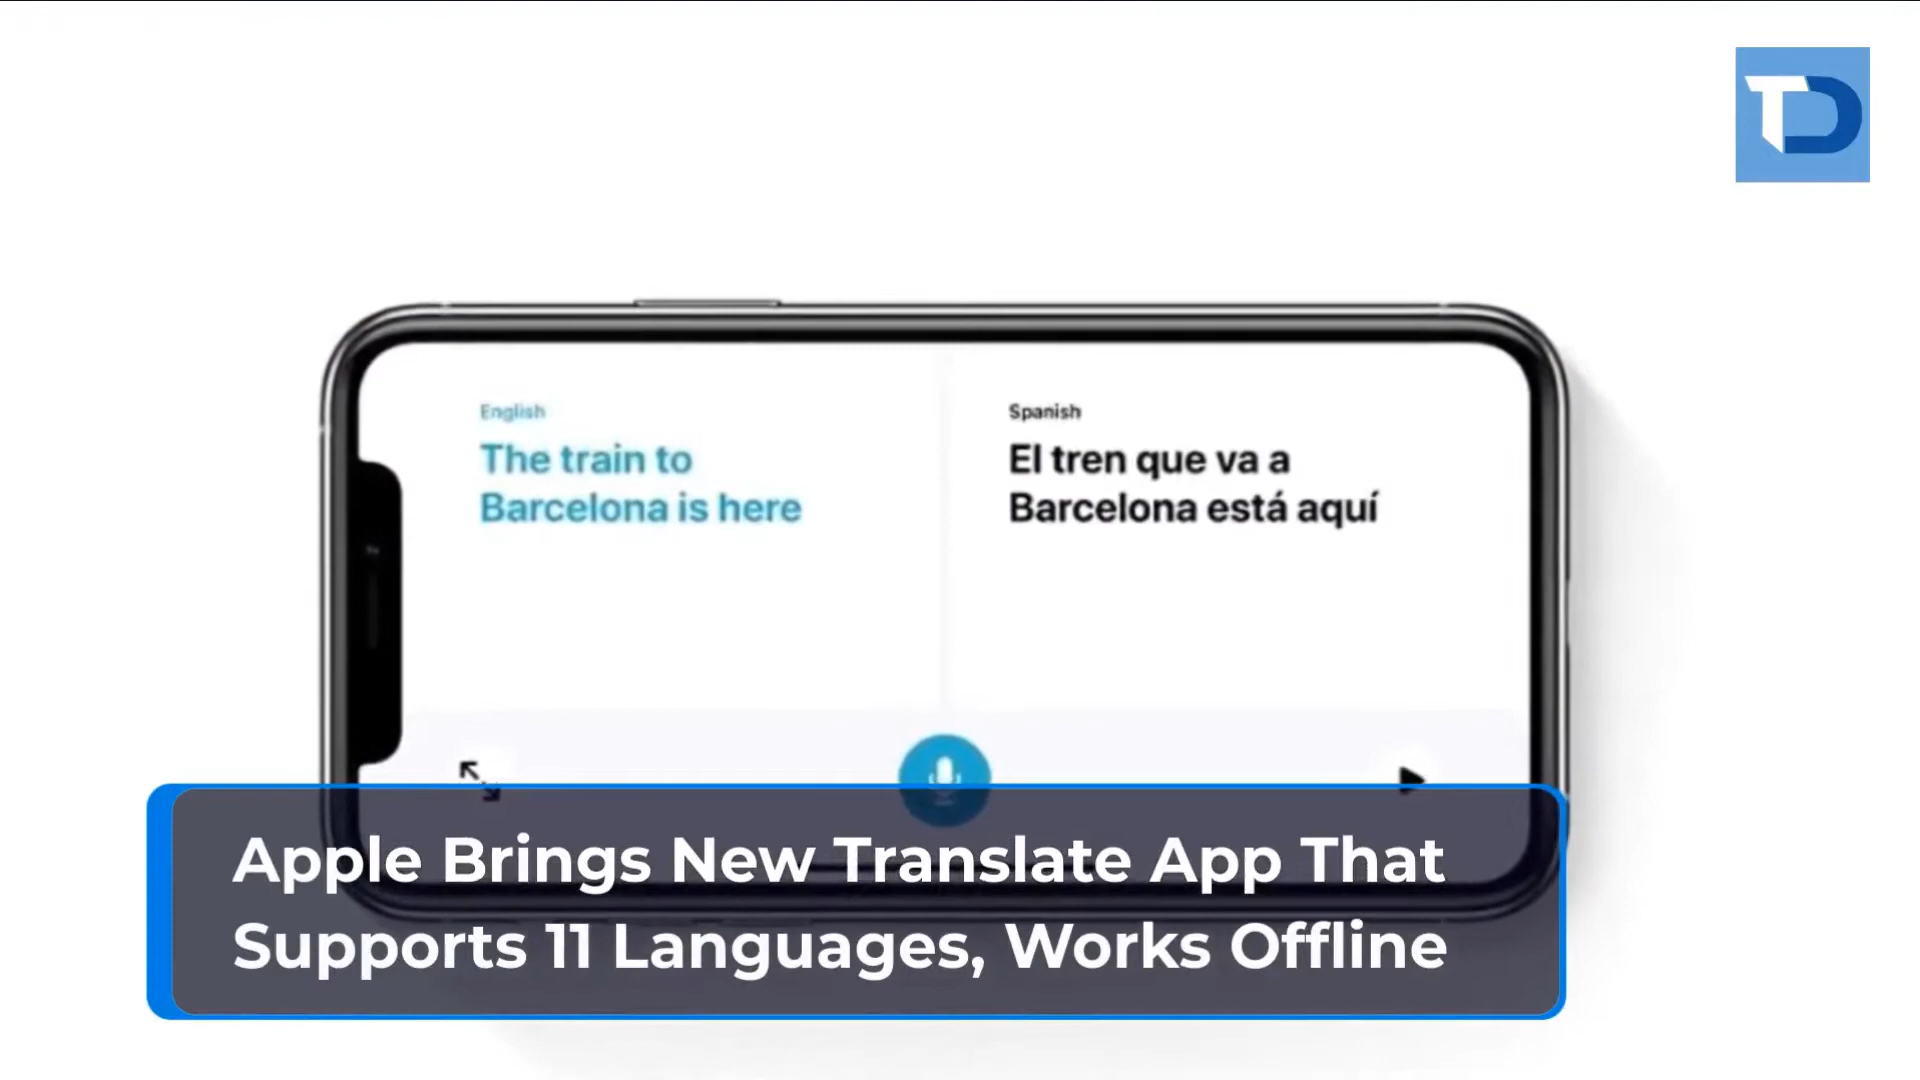 TD
English
The train to
Barcelona is here
Spanish
El tren que va a
Barcelona está aquí
Apple Brings New Translate App That
Supports 11 Languages, Works Offline